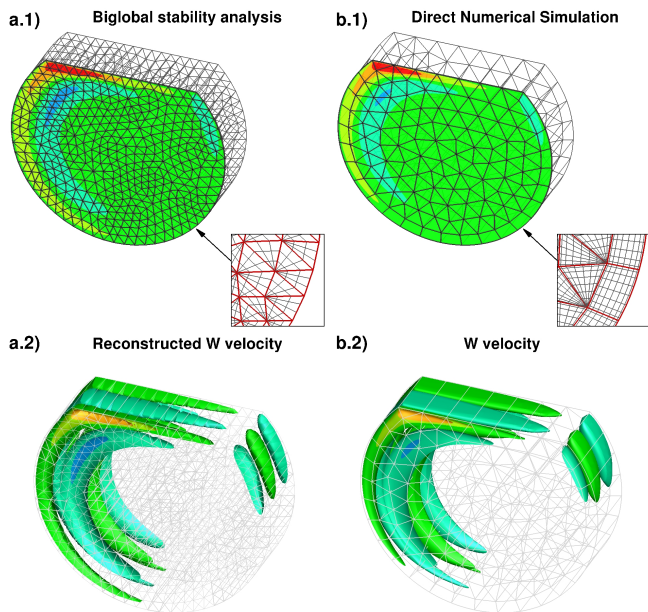 a.1) Biglobal stability analysis
b.1) Direct Numerical Simulation
a.2) Reconstructed W velocity
b.2) W velocity